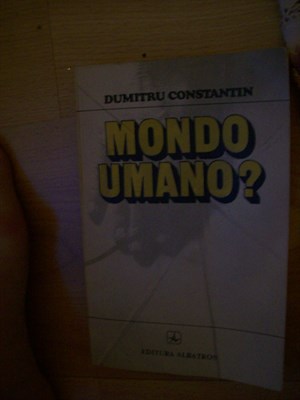 DUMITRU CONSTANTIN
MONDO
UMANO?
EDITURA ALBATROS